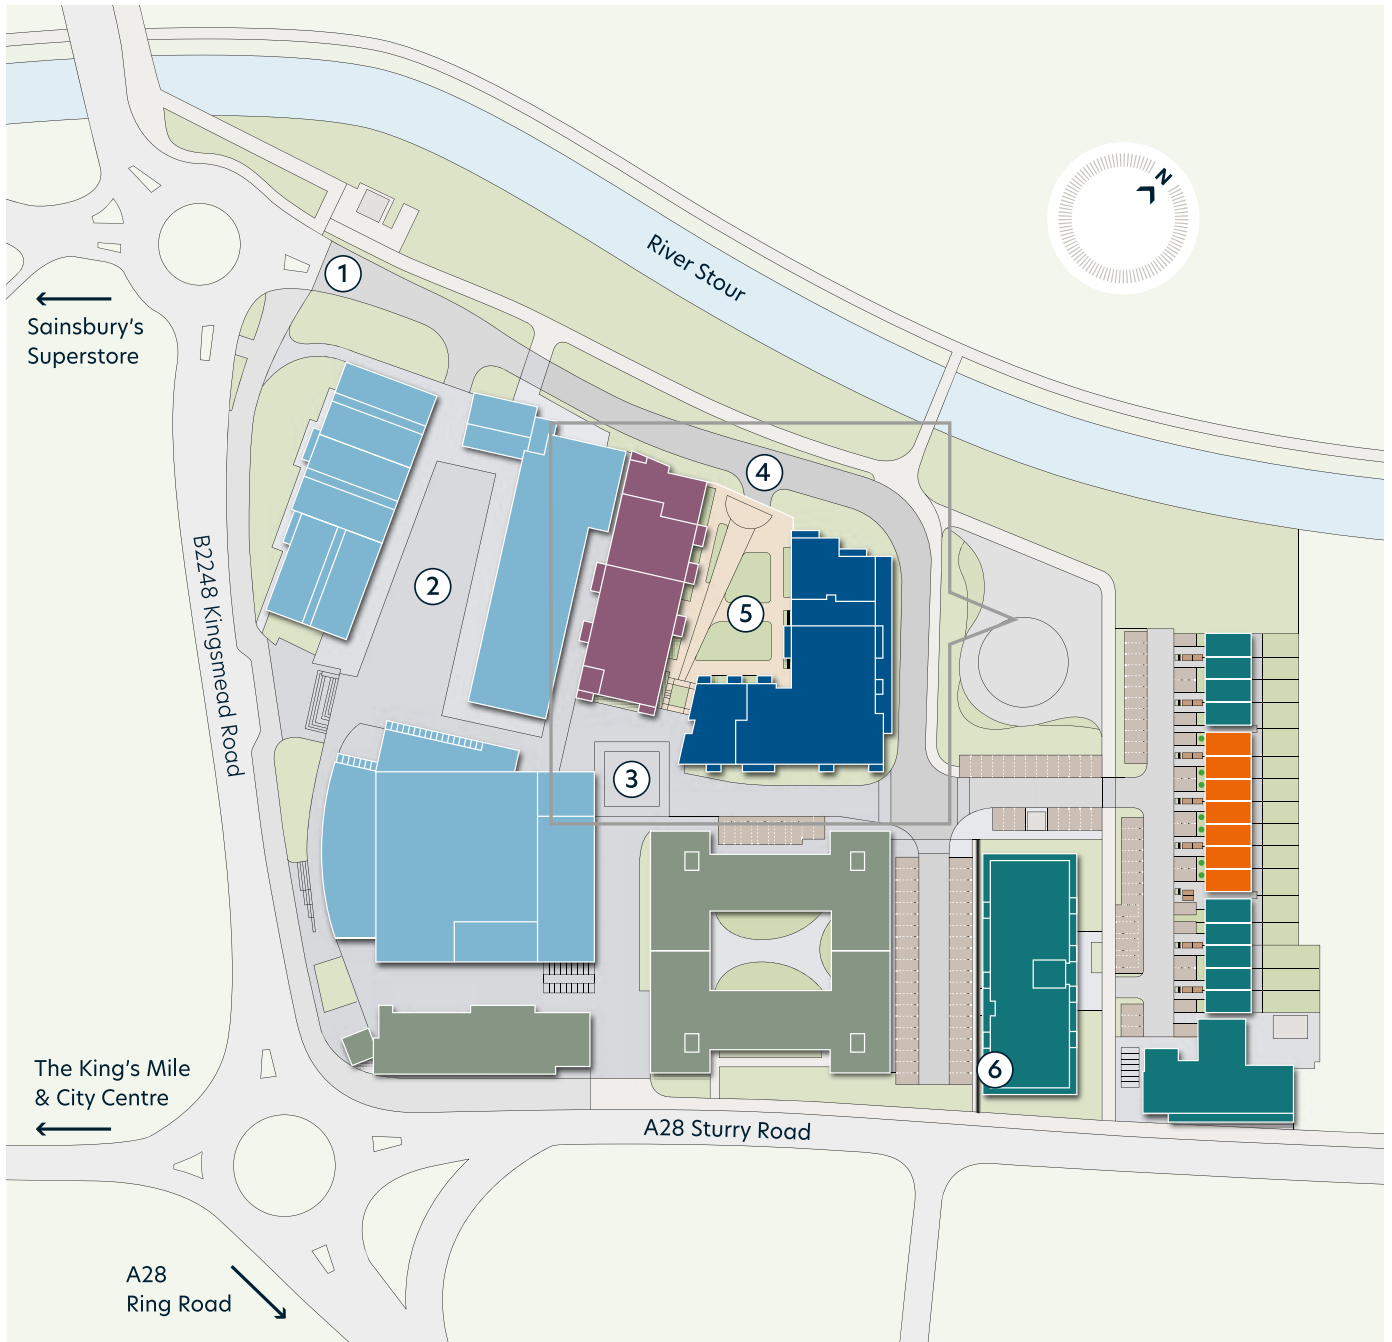 N
River Stour
1
Sainsbury's
Superstore
4
2
5
B2248 Kingsmead Road
3
6
The King's Mile
& City Centre
A28 Sturry Road
A28
Ring Road